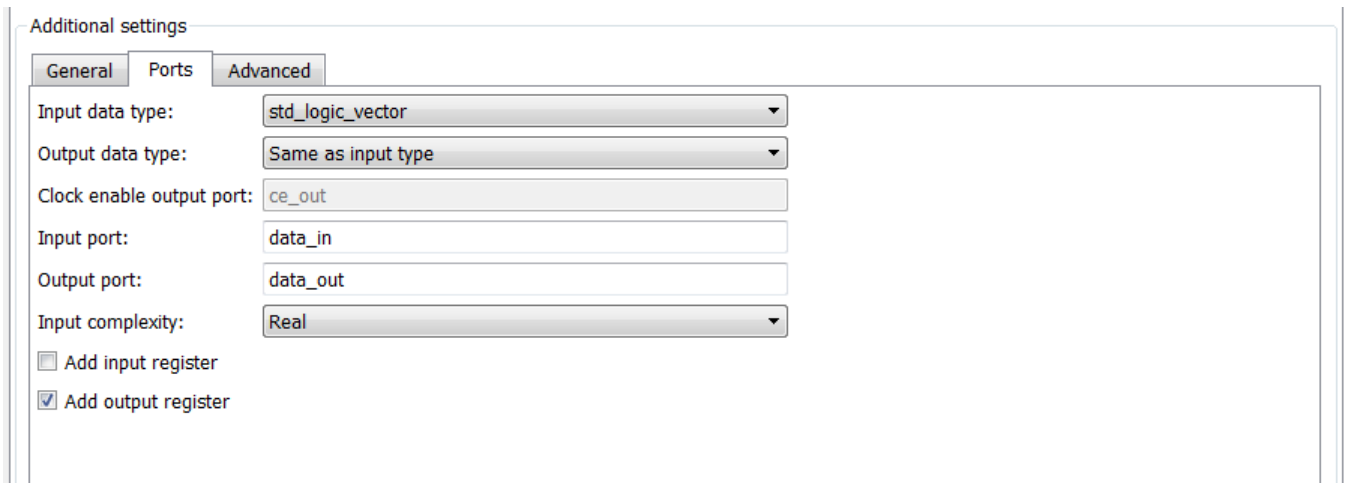 Additional settings
General Ports Advanced
Input data type: std_logic_vector
Output data type: Same as input type
Clock enable output port: ce_out
Input port: data_in
Output port: data_out
Input complexity: Real
Add input register
Add output register